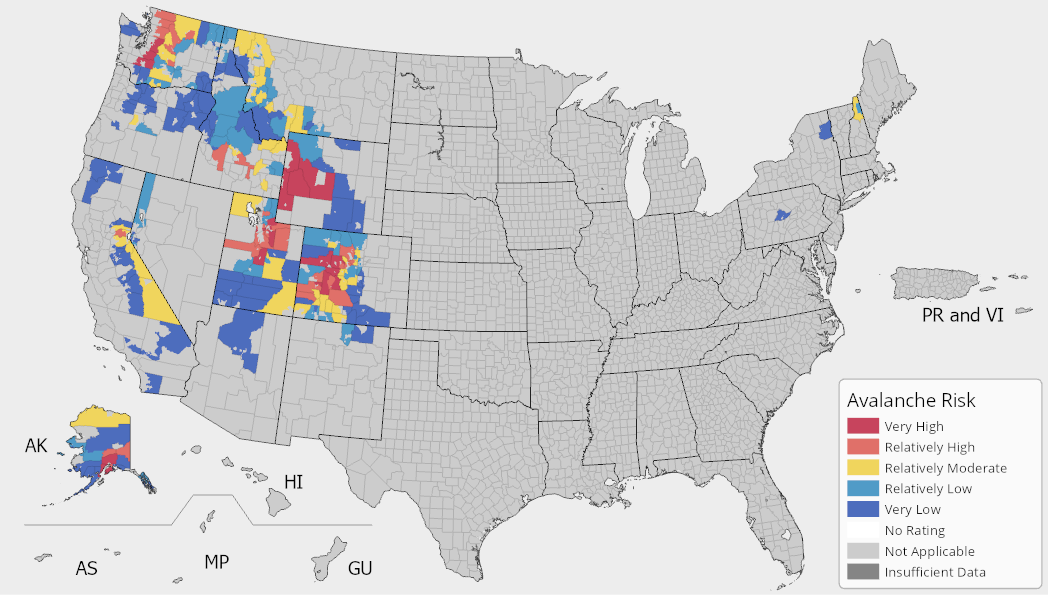 PR and VI
Avalanche Risk
Very High
Relatively High
Relatively Moderate
Relatively Low
Very Low
No Rating
Not Applicable
Insufficient Data
AK
HI
AS
MP
GU